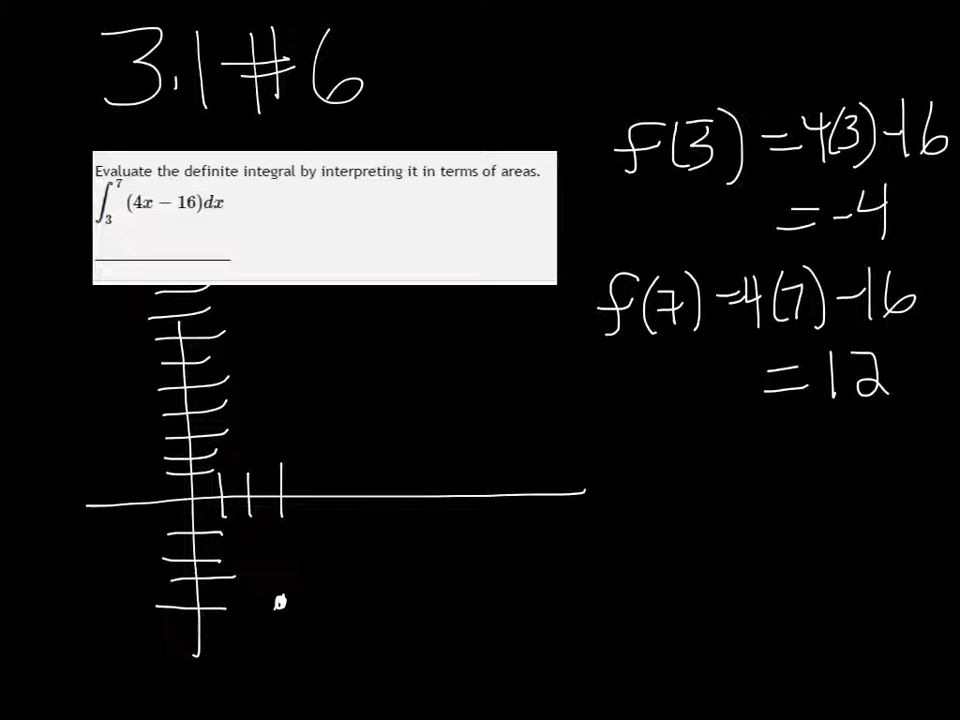 3.1 #6
Evaluate the definite integral by interpreting it in terms of areas.
∫₃⁷ (4x − 16)dx
f(3) = 4(3) - 16
= -4
f(7) = 4(7) - 16
= 12